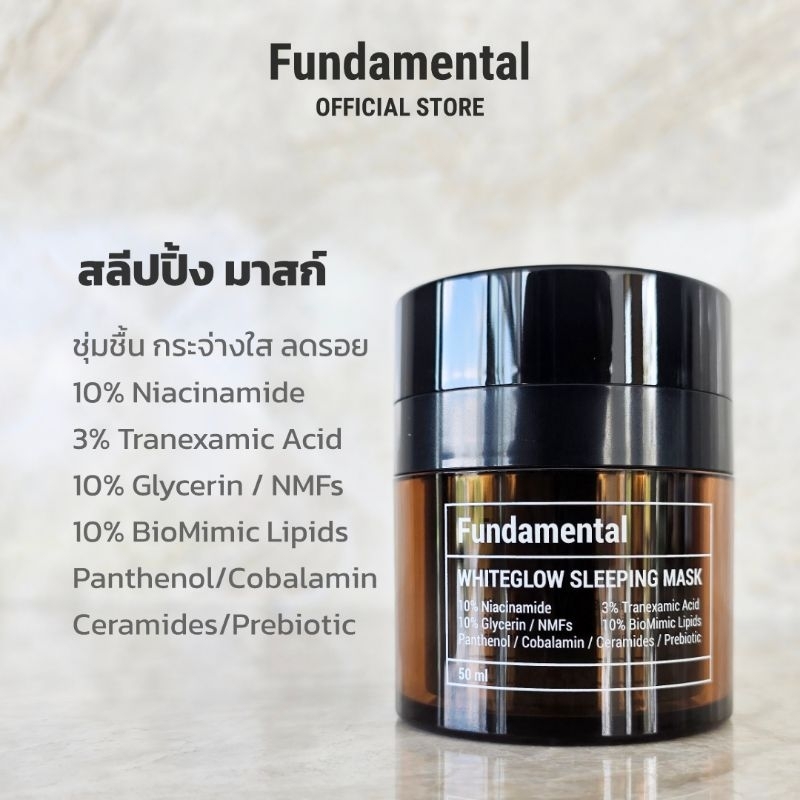 Fundamental
OFFICIAL STORE
สลีปปิ้ง มาสก์
ชุ่มชื้น กระจ่างใส ลดรอย
10% Niacinamide
3% Tranexamic Acid
10% Glycerin / NMFs
10% BioMimic Lipids
Panthenol/Cobalamin
Ceramides/Prebiotic
Fundamental
WHITEGLOW SLEEPING MASK
10% Niacinamide 3% Tranexamic Acid
10% Glycerin / NMFs 10% BioMimic Lipids
Panthenol / Cobalamin / Ceramides / Prebiotic
50 ml